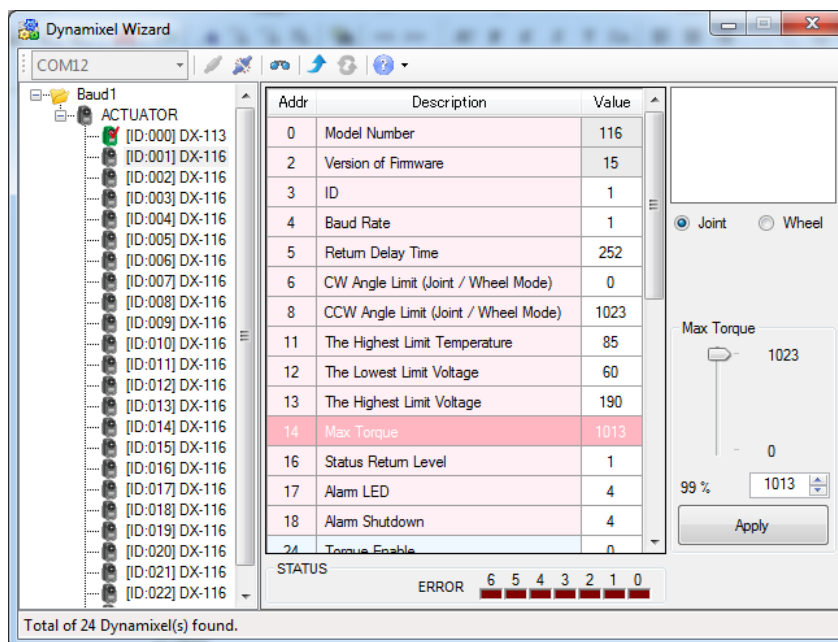 Dynamixel Wizard
COM12
Baud1
ACTUATOR
[ID:000] DX-113
[ID:001] DX-116
[ID:002] DX-116
[ID:003] DX-116
[ID:004] DX-116
[ID:005] DX-116
[ID:006] DX-116
[ID:007] DX-116
[ID:008] DX-116
[ID:009] DX-116
[ID:010] DX-116
[ID:011] DX-116
[ID:012] DX-116
[ID:013] DX-116
[ID:014] DX-116
[ID:015] DX-116
[ID:016] DX-116
[ID:017] DX-116
[ID:018] DX-116
[ID:019] DX-116
[ID:020] DX-116
[ID:021] DX-116
[ID:022] DX-116
Addr Description Value
0 Model Number 116
2 Version of Firmware 15
3 ID 1
4 Baud Rate 1
5 Return Delay Time 252
6 CW Angle Limit (Joint / Wheel Mode) 0
8 CCW Angle Limit (Joint / Wheel Mode) 1023
11 The Highest Limit Temperature 85
12 The Lowest Limit Voltage 60
13 The Highest Limit Voltage 190
14 Max Torque 1013
16 Status Return Level 1
17 Alarm LED 4
18 Alarm Shutdown 4
24 Torque Enable 0
STATUS
ERROR 6 5 4 3 2 1 0
Joint Wheel
Max Torque
1023
0
99 % 1013
Apply
Total of 24 Dynamixel(s) found.